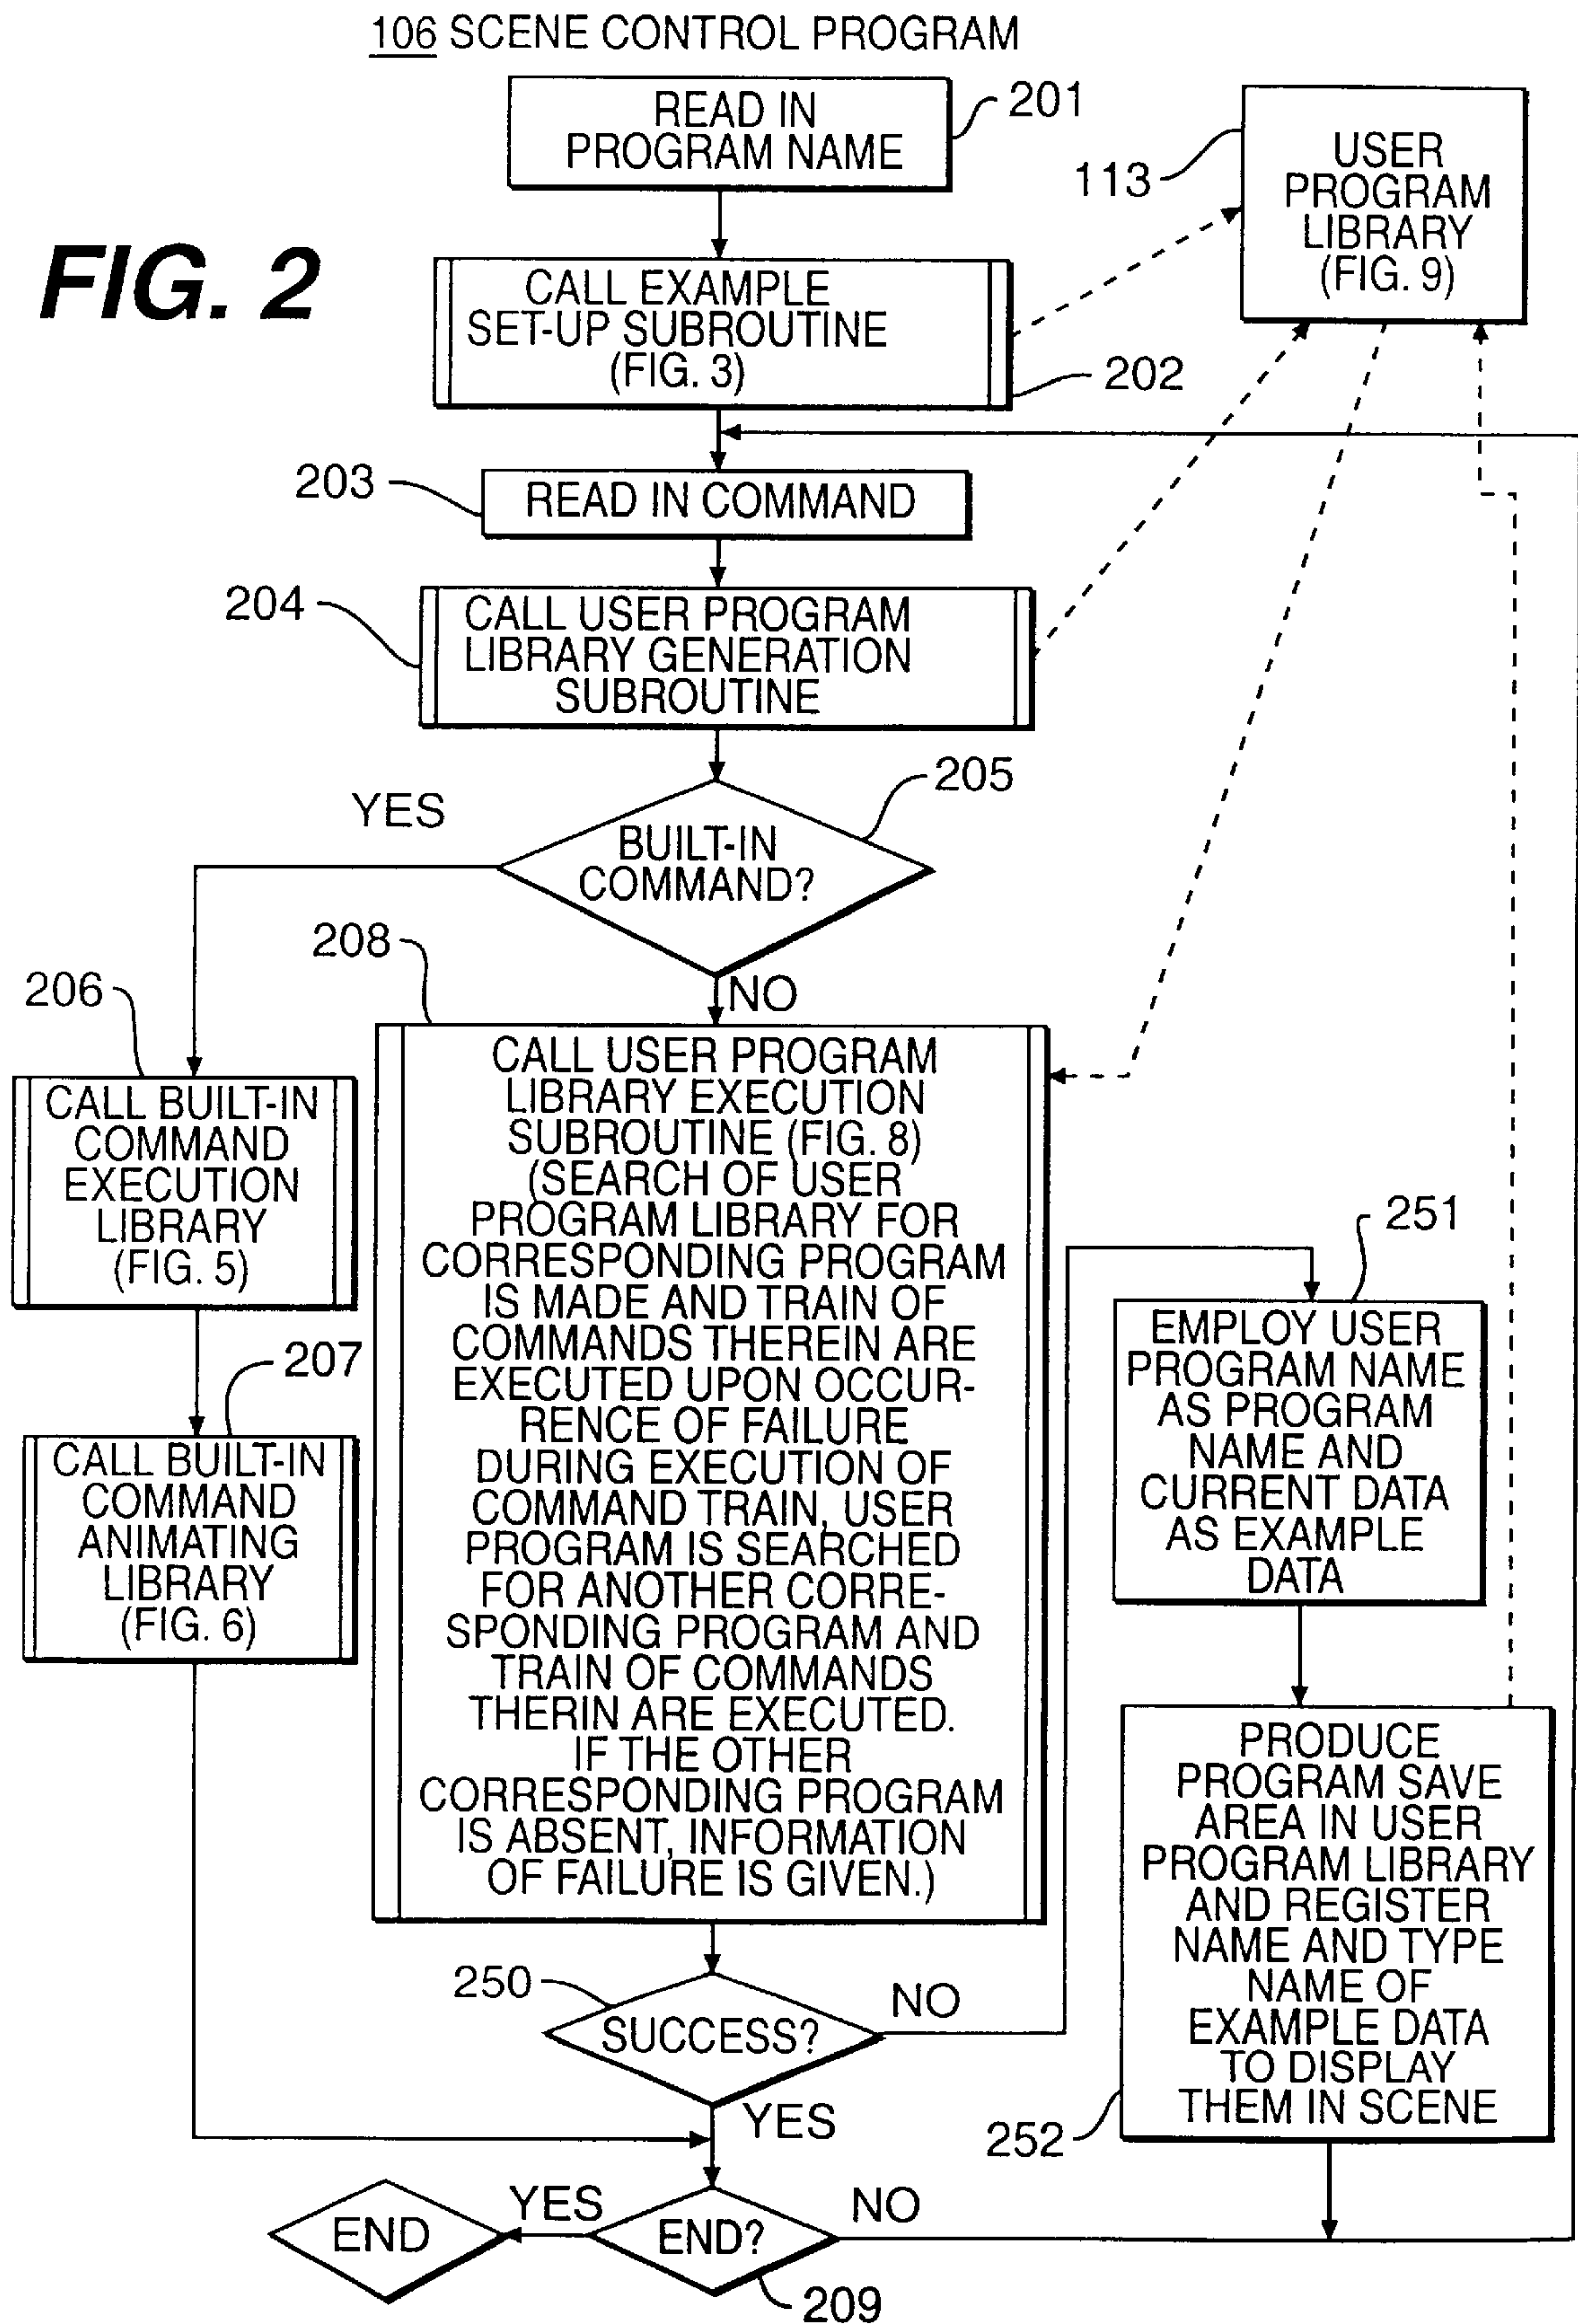 106 SCENE CONTROL PROGRAM
READ IN
PROGRAM NAME
201
113
USER
PROGRAM
LIBRARY
(FIG. 9)
FIG. 2
CALL EXAMPLE
SET-UP SUBROUTINE
(FIG. 3)
202
203
READ IN COMMAND
204
CALL USER PROGRAM
LIBRARY GENERATION
SUBROUTINE
205
YES
BUILT-IN
COMMAND?
208
NO
206
CALL BUILT-IN
COMMAND
EXECUTION
LIBRARY
(FIG. 5)
207
CALL BUILT-IN
COMMAND
ANIMATING
LIBRARY
(FIG. 6)
CALL USER PROGRAM
LIBRARY EXECUTION
SUBROUTINE (FIG. 8)
(SEARCH OF USER
PROGRAM LIBRARY FOR
CORRESPONDING PROGRAM
IS MADE AND TRAIN OF
COMMANDS THEREIN ARE
EXECUTED UPON OCCUR-
RENCE OF FAILURE
DURING EXECUTION OF
COMMAND TRAIN, USER
PROGRAM IS SEARCHED
FOR ANOTHER CORRE-
SPONDING PROGRAM AND
TRAIN OF COMMANDS
THERIN ARE EXECUTED.
IF THE OTHER
CORRESPONDING PROGRAM
IS ABSENT, INFORMATION
OF FAILURE IS GIVEN.)
251
EMPLOY USER
PROGRAM NAME
AS PROGRAM
NAME AND
CURRENT DATA
AS EXAMPLE
DATA
PRODUCE
PROGRAM SAVE
AREA IN USER
PROGRAM LIBRARY
AND REGISTER
NAME AND TYPE
NAME OF
EXAMPLE DATA
TO DISPLAY
THEM IN SCENE
252
250
SUCCESS?
NO
YES
END
YES
END?
NO
209